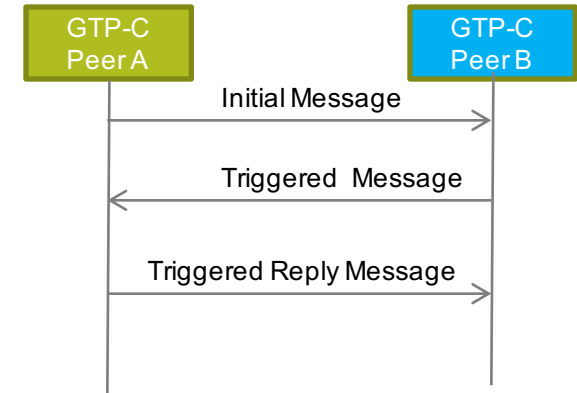 GTP-C
Peer A
GTP-C
Peer B
Initial Message
Triggered Message
Triggered Reply Message